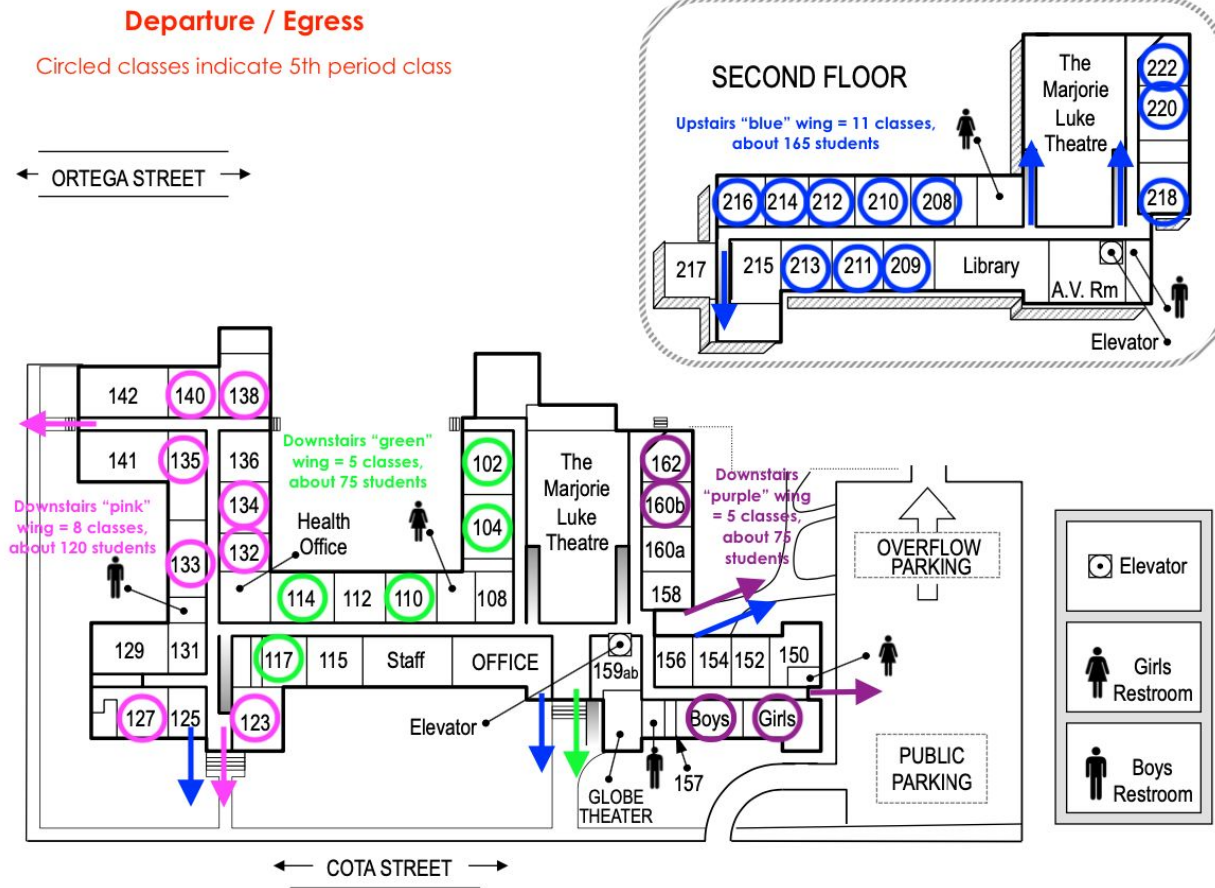 Departure / Egress
Circled classes indicate 5th period class
ORTEGA STREET
SECOND FLOOR
Upstairs “blue” wing = 11 classes,
about 165 students
The
Marjorie
Luke
Theatre
222
220
218
216
214
212
210
208
217
215
213
211
209
Library
A.V. Rm
Elevator
142
140
138
141
135
136
134
132
133
Downstairs “pink”
wing = 8 classes,
about 120 students
Downstairs “green”
wing = 5 classes,
about 75 students
Health
Office
102
104
114
112
110
108
The
Marjorie
Luke
Theatre
162
160b
160a
158
Downstairs
“purple” wing
= 5 classes,
about 75
students
OVERFLOW
PARKING
129
131
117
115
Staff
OFFICE
159ab
156
154
152
150
127
125
123
Elevator
Boys
Girls
157
GLOBE
THEATER
PUBLIC
PARKING
COTA STREET
Elevator
Girls
Restroom
Boys
Restroom